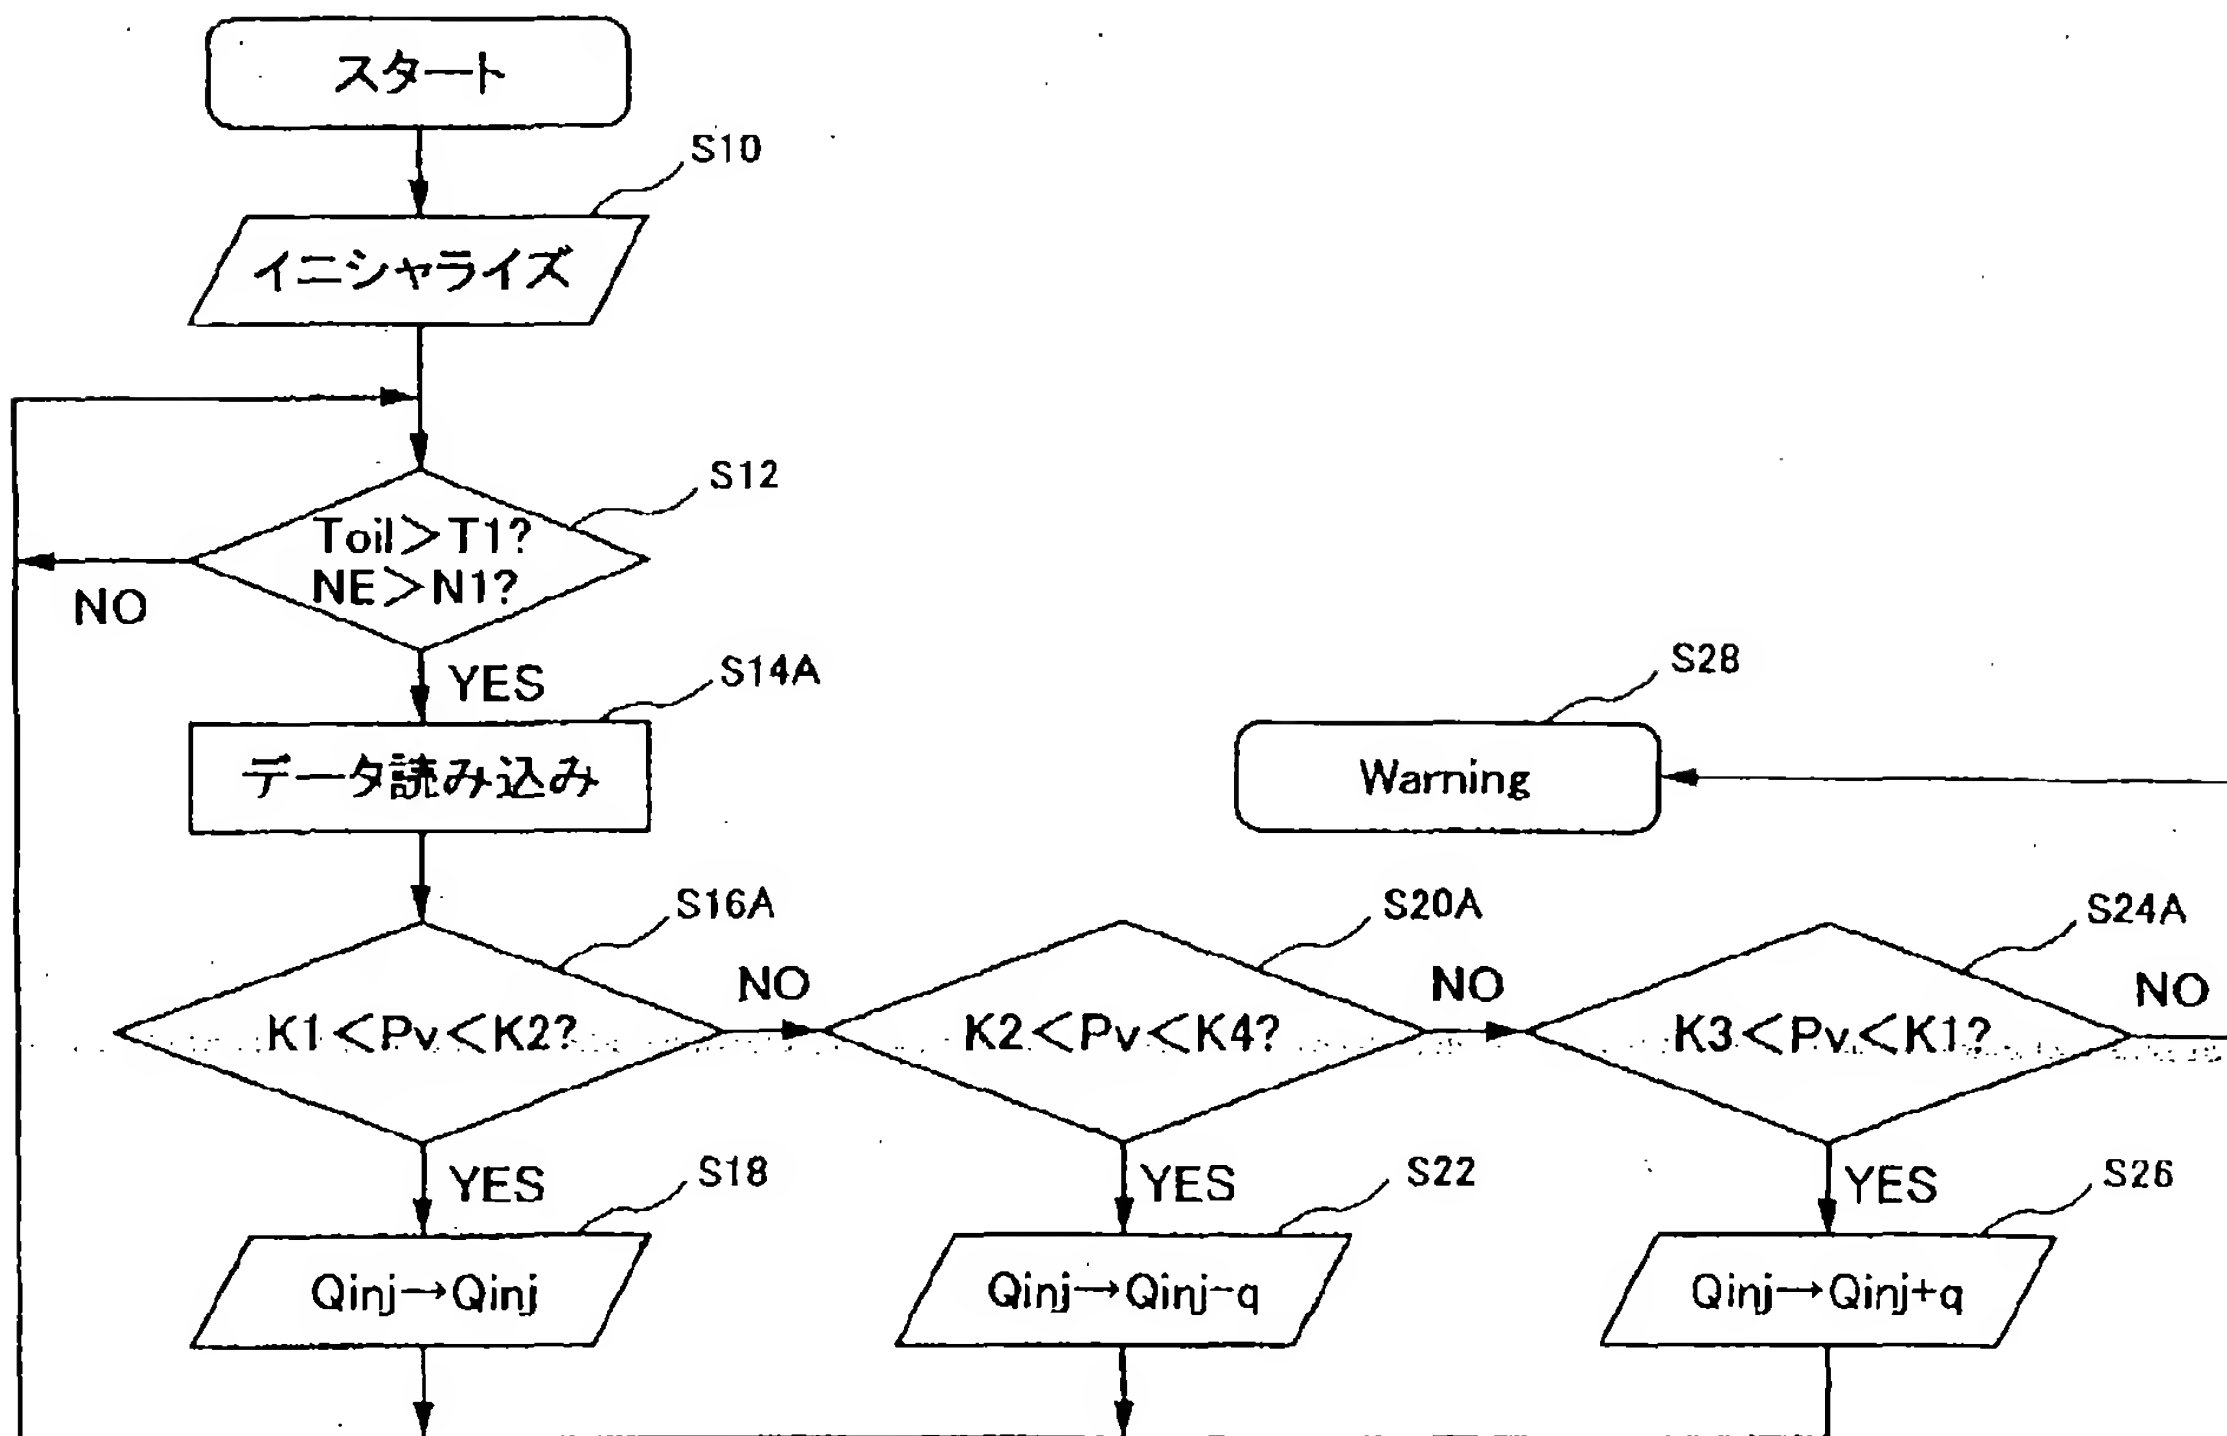 スタート
S10
イニシャライズ
S12
Toil>T1?
NE>N1?
NO
YES
S14A
データ読み込み
S28
Warning
S16A
K1<Pv<K2?
NO
S20A
K2<Pv<K4?
NO
S24A
K3<Pv<K1?
NO
YES
S18
Qinj→Qinj
YES
S22
Qinj→Qinj-q
YES
S26
Qinj→Qinj+q